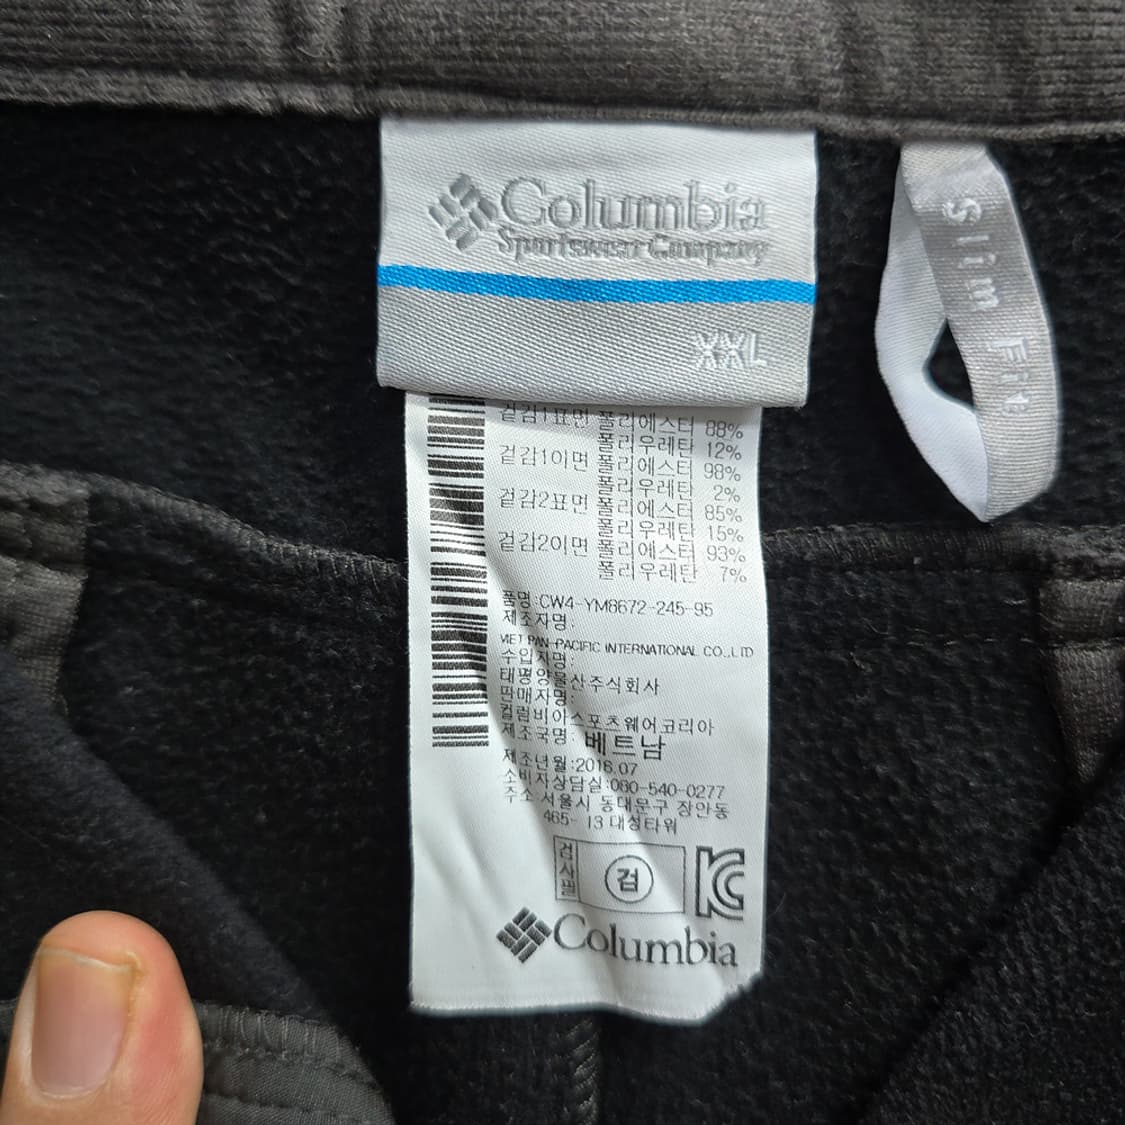 Columbia
Sportswear Company
XXL
Slim Fit
겉감1표면 폴리에스터 88%
폴리우레탄 12%
겉감1이면 폴리에스터 98%
폴리우레탄 2%
겉감2표면 폴리에스터 85%
폴리우레탄 15%
겉감2이면 폴리에스터 93%
폴리우레탄 7%
품명:CW4-YM8672-245-95
제조자명:
VIET PAN PACIFIC INTERNATIONAL CO.,LTD
수입자명:
태평양물산주식회사
판매자명:
컬럼비아스포츠웨어코리아
제조국명: 베트남
제조년월:2016.07
소비자상담실:080-540-0277
주소 서울시 동대문구 장안동
465- 13 대성타워
검사필
검
KC
Columbia